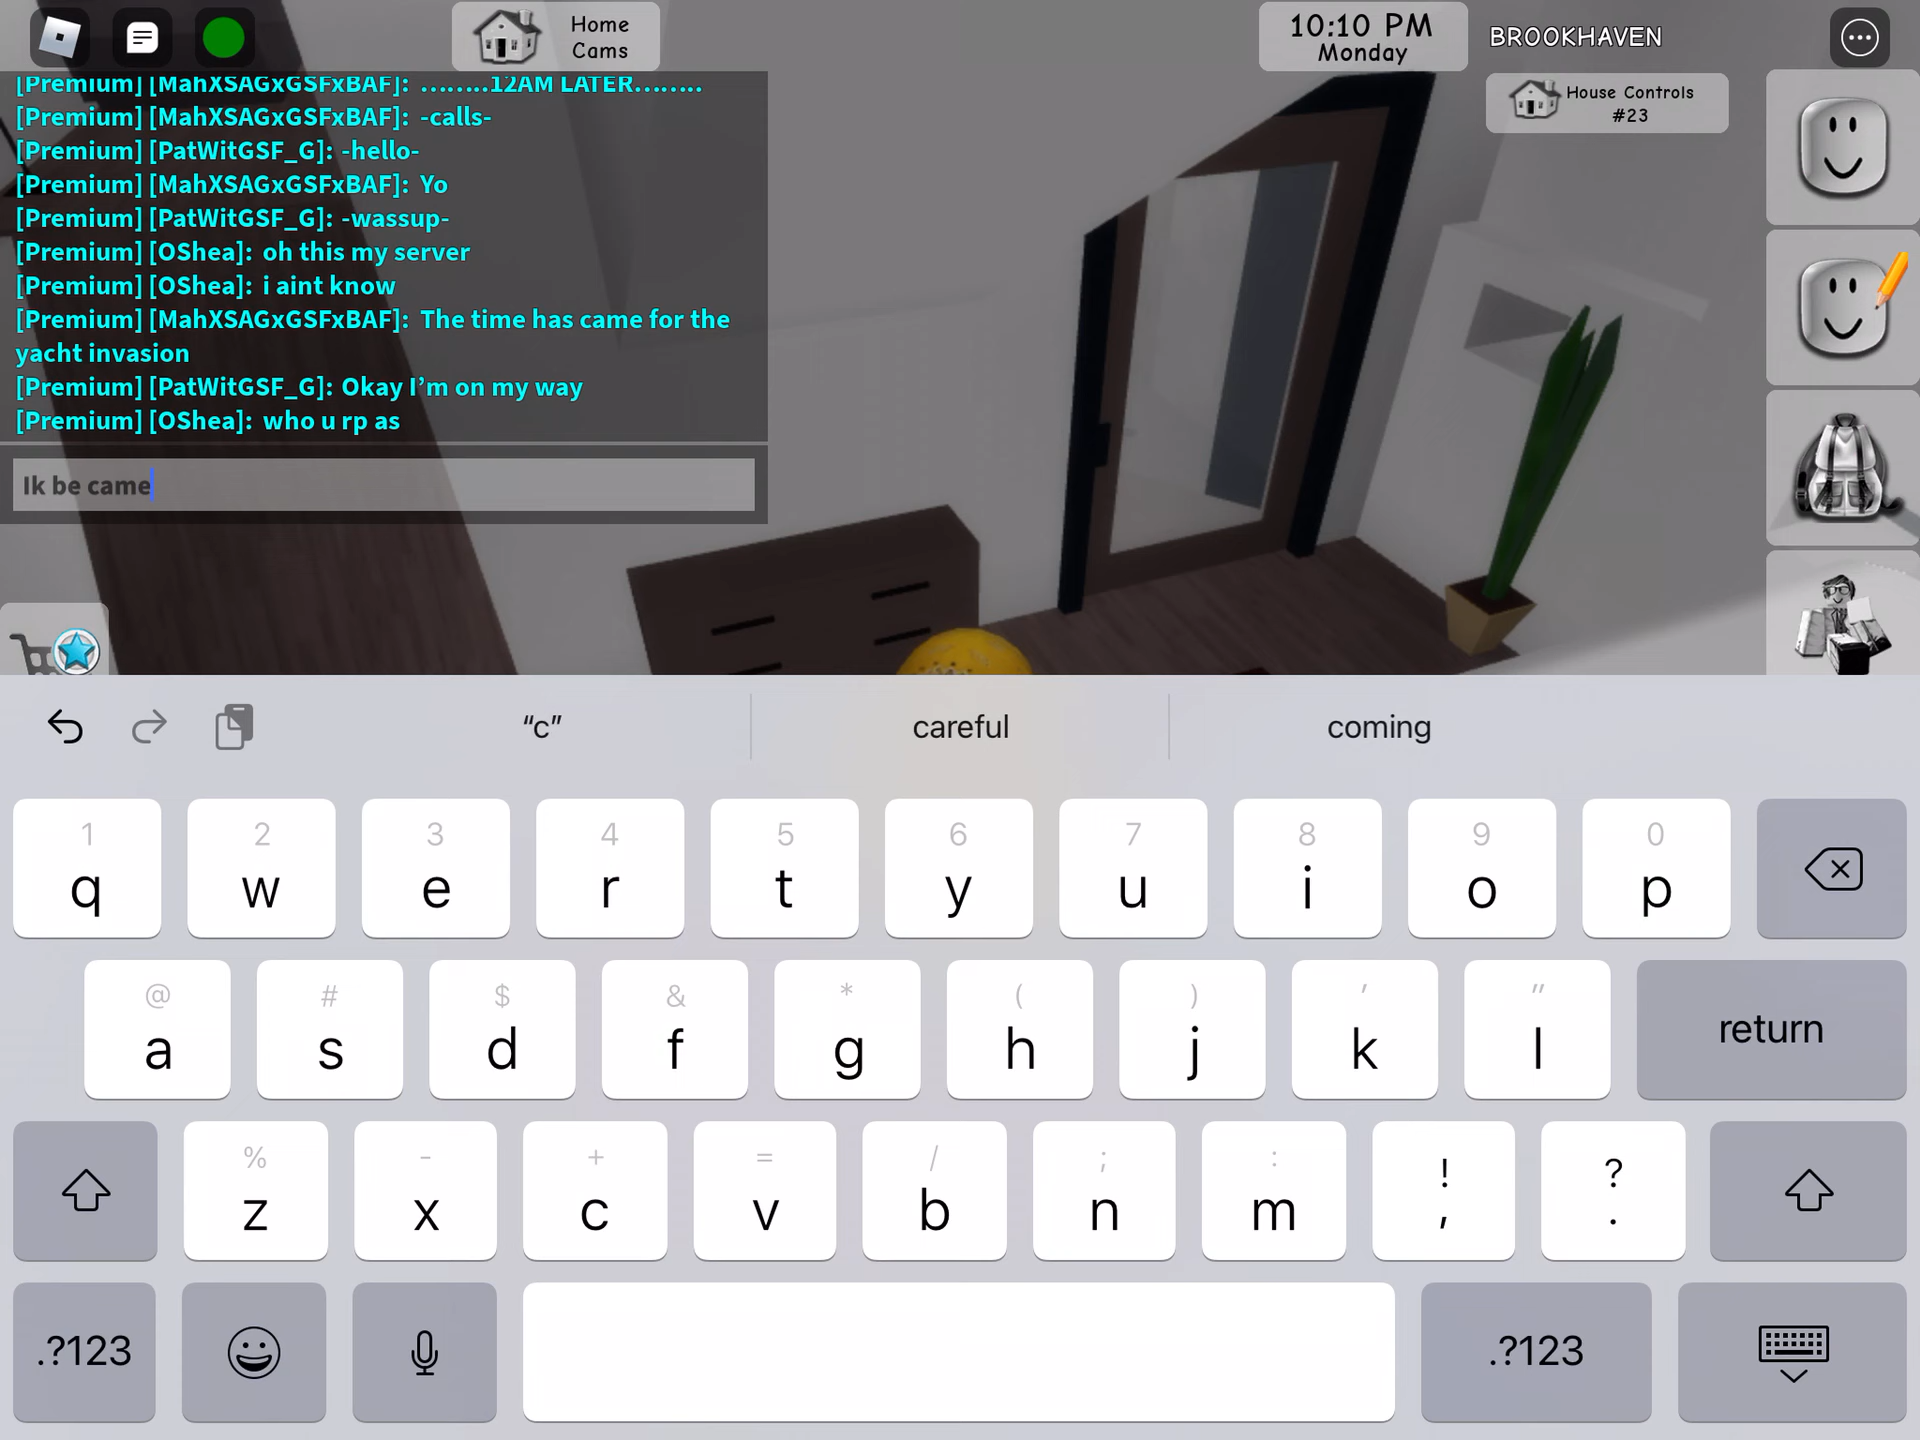 Home
Cams
10:10 PM
Monday
BROOKHAVEN
House Controls
#23
[Premium] [MahXSAGxGSFxBAF]: ........12AM LATER.......
[Premium] [MahXSAGxGSFxBAF]: -calls-
[Premium] [PatWitGSF_G]: -hello-
[Premium] [MahXSAGxGSFxBAF]: Yo
[Premium] [PatWitGSF_G]: -wassup-
[Premium] [OShea]: oh this my server
[Premium] [OShea]: i aint know
[Premium] [MahXSAGxGSFxBAF]: The time has came for the
yacht invasion
[Premium] [PatWitGSF_G]: Okay I’m on my way
[Premium] [OShea]: who u rp as
Ik be came
“c” careful coming
1 2 3 4 5 6 7 8 9 0
q w e r t y u i o p
@ # $ & * ( ) ' "
a s d f g h j k l return
% - + = / ; : ! ?
z x c v b n m , .
.?123 .?123